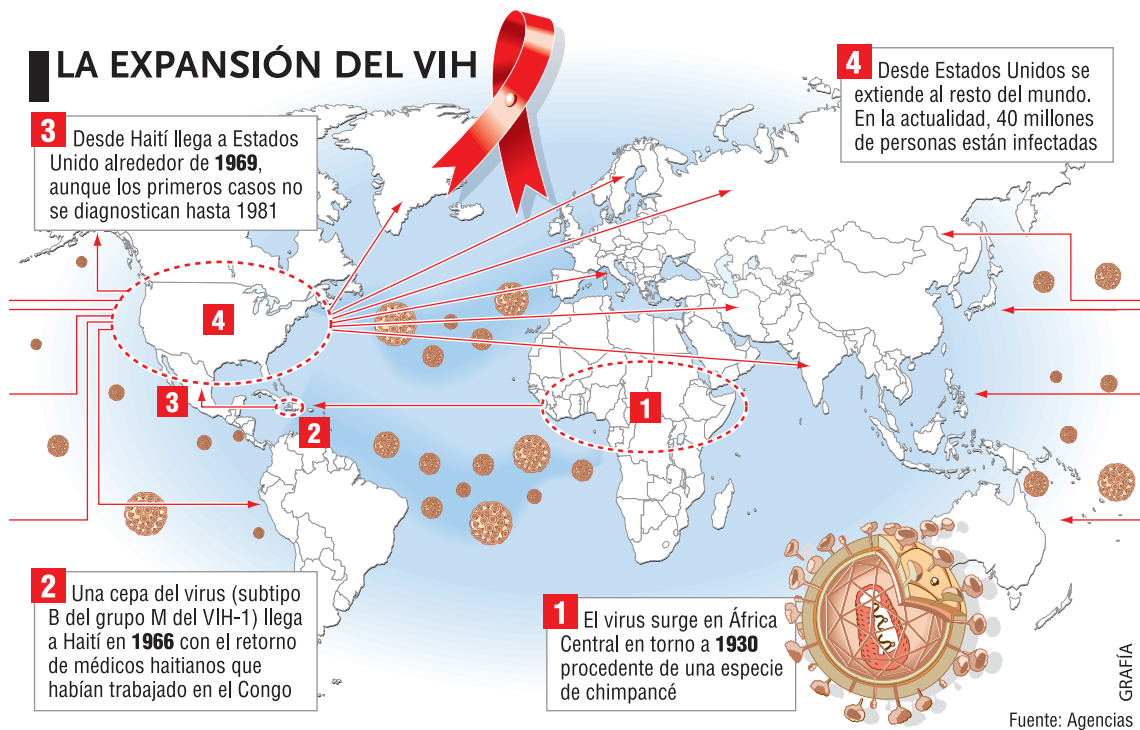 LA EXPANSIÓN DEL VIH
3 Desde Haití llega a Estados
Unido alrededor de 1969,
aunque los primeros casos no
se diagnostican hasta 1981
4 Desde Estados Unidos se
extiende al resto del mundo.
En la actualidad, 40 millones
de personas están infectadas
4
3
2
1
2 Una cepa del virus (subtipo
B del grupo M del VIH-1) llega
a Haití en 1966 con el retorno
de médicos haitianos que
habían trabajado en el Congo
1 El virus surge en África
Central en torno a 1930
procedente de una especie
de chimpancé
GRAFÍA
Fuente: Agencias